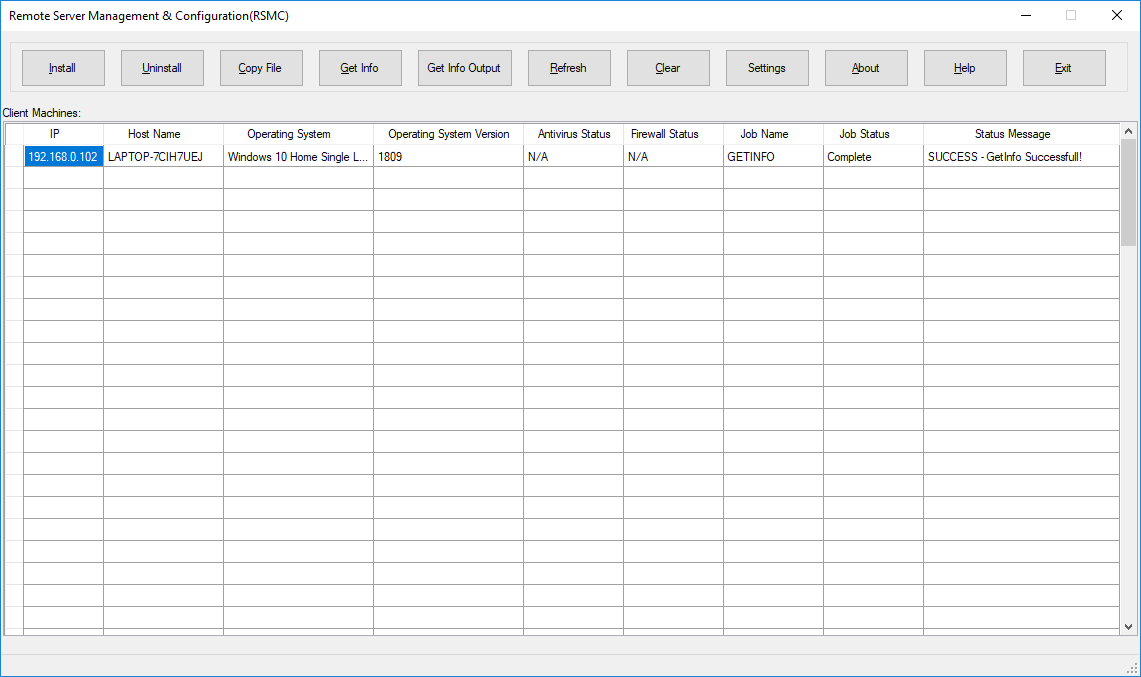 Remote Server Management & Configuration(RSMC)
Install Uninstall Copy File Get Info Get Info Output Refresh Clear Settings About Help Exit
Client Machines:
IP Host Name Operating System Operating System Version Antivirus Status Firewall Status Job Name Job Status Status Message
192.168.0.102 LAPTOP-7CIH7UEJ Windows 10 Home Single L... 1809 N/A N/A GETINFO Complete SUCCESS - GetInfo Successfull!